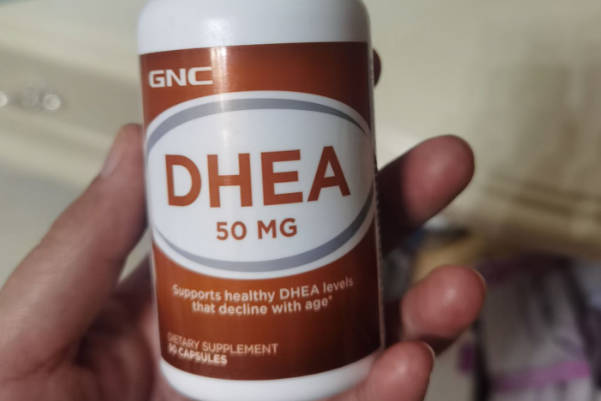 GNC
DHEA
50 MG
Supports healthy DHEA levels
that decline with age*
DIETARY SUPPLEMENT
90 CAPSULES